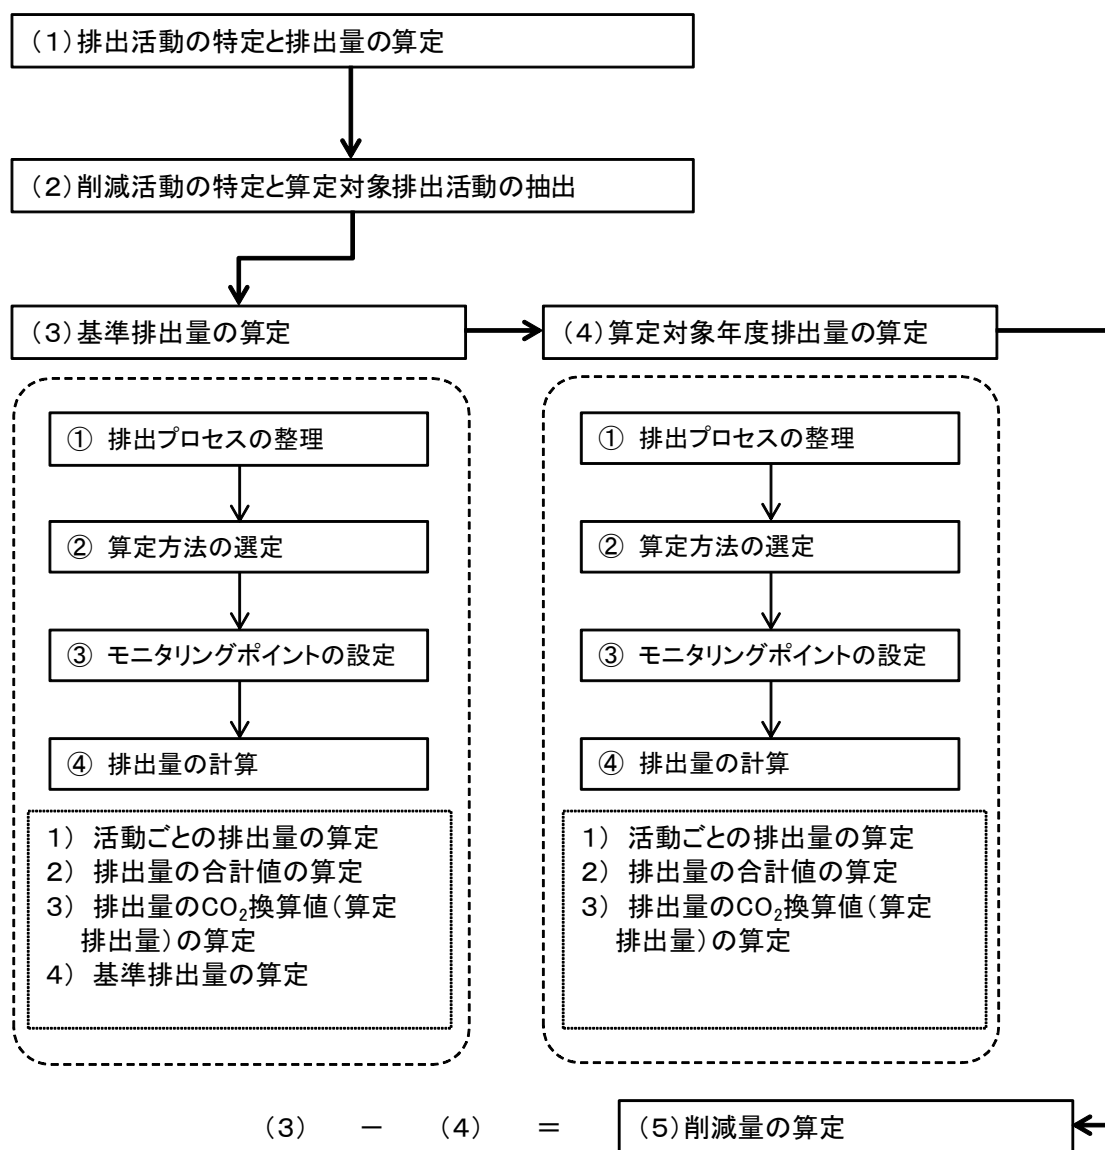 (1)排出活動の特定と排出量の算定
(2)削減活動の特定と算定対象排出活動の抽出
(3)基準排出量の算定
① 排出プロセスの整理
② 算定方法の選定
③ モニタリングポイントの設定
④ 排出量の計算
1) 活動ごとの排出量の算定
2) 排出量の合計値の算定
3) 排出量のCO₂換算値(算定
排出量)の算定
4) 基準排出量の算定
(4)算定対象年度排出量の算定
① 排出プロセスの整理
② 算定方法の選定
③ モニタリングポイントの設定
④ 排出量の計算
1) 活動ごとの排出量の算定
2) 排出量の合計値の算定
3) 排出量のCO₂換算値(算定
排出量)の算定
(3) － (4) ＝ (5)削減量の算定